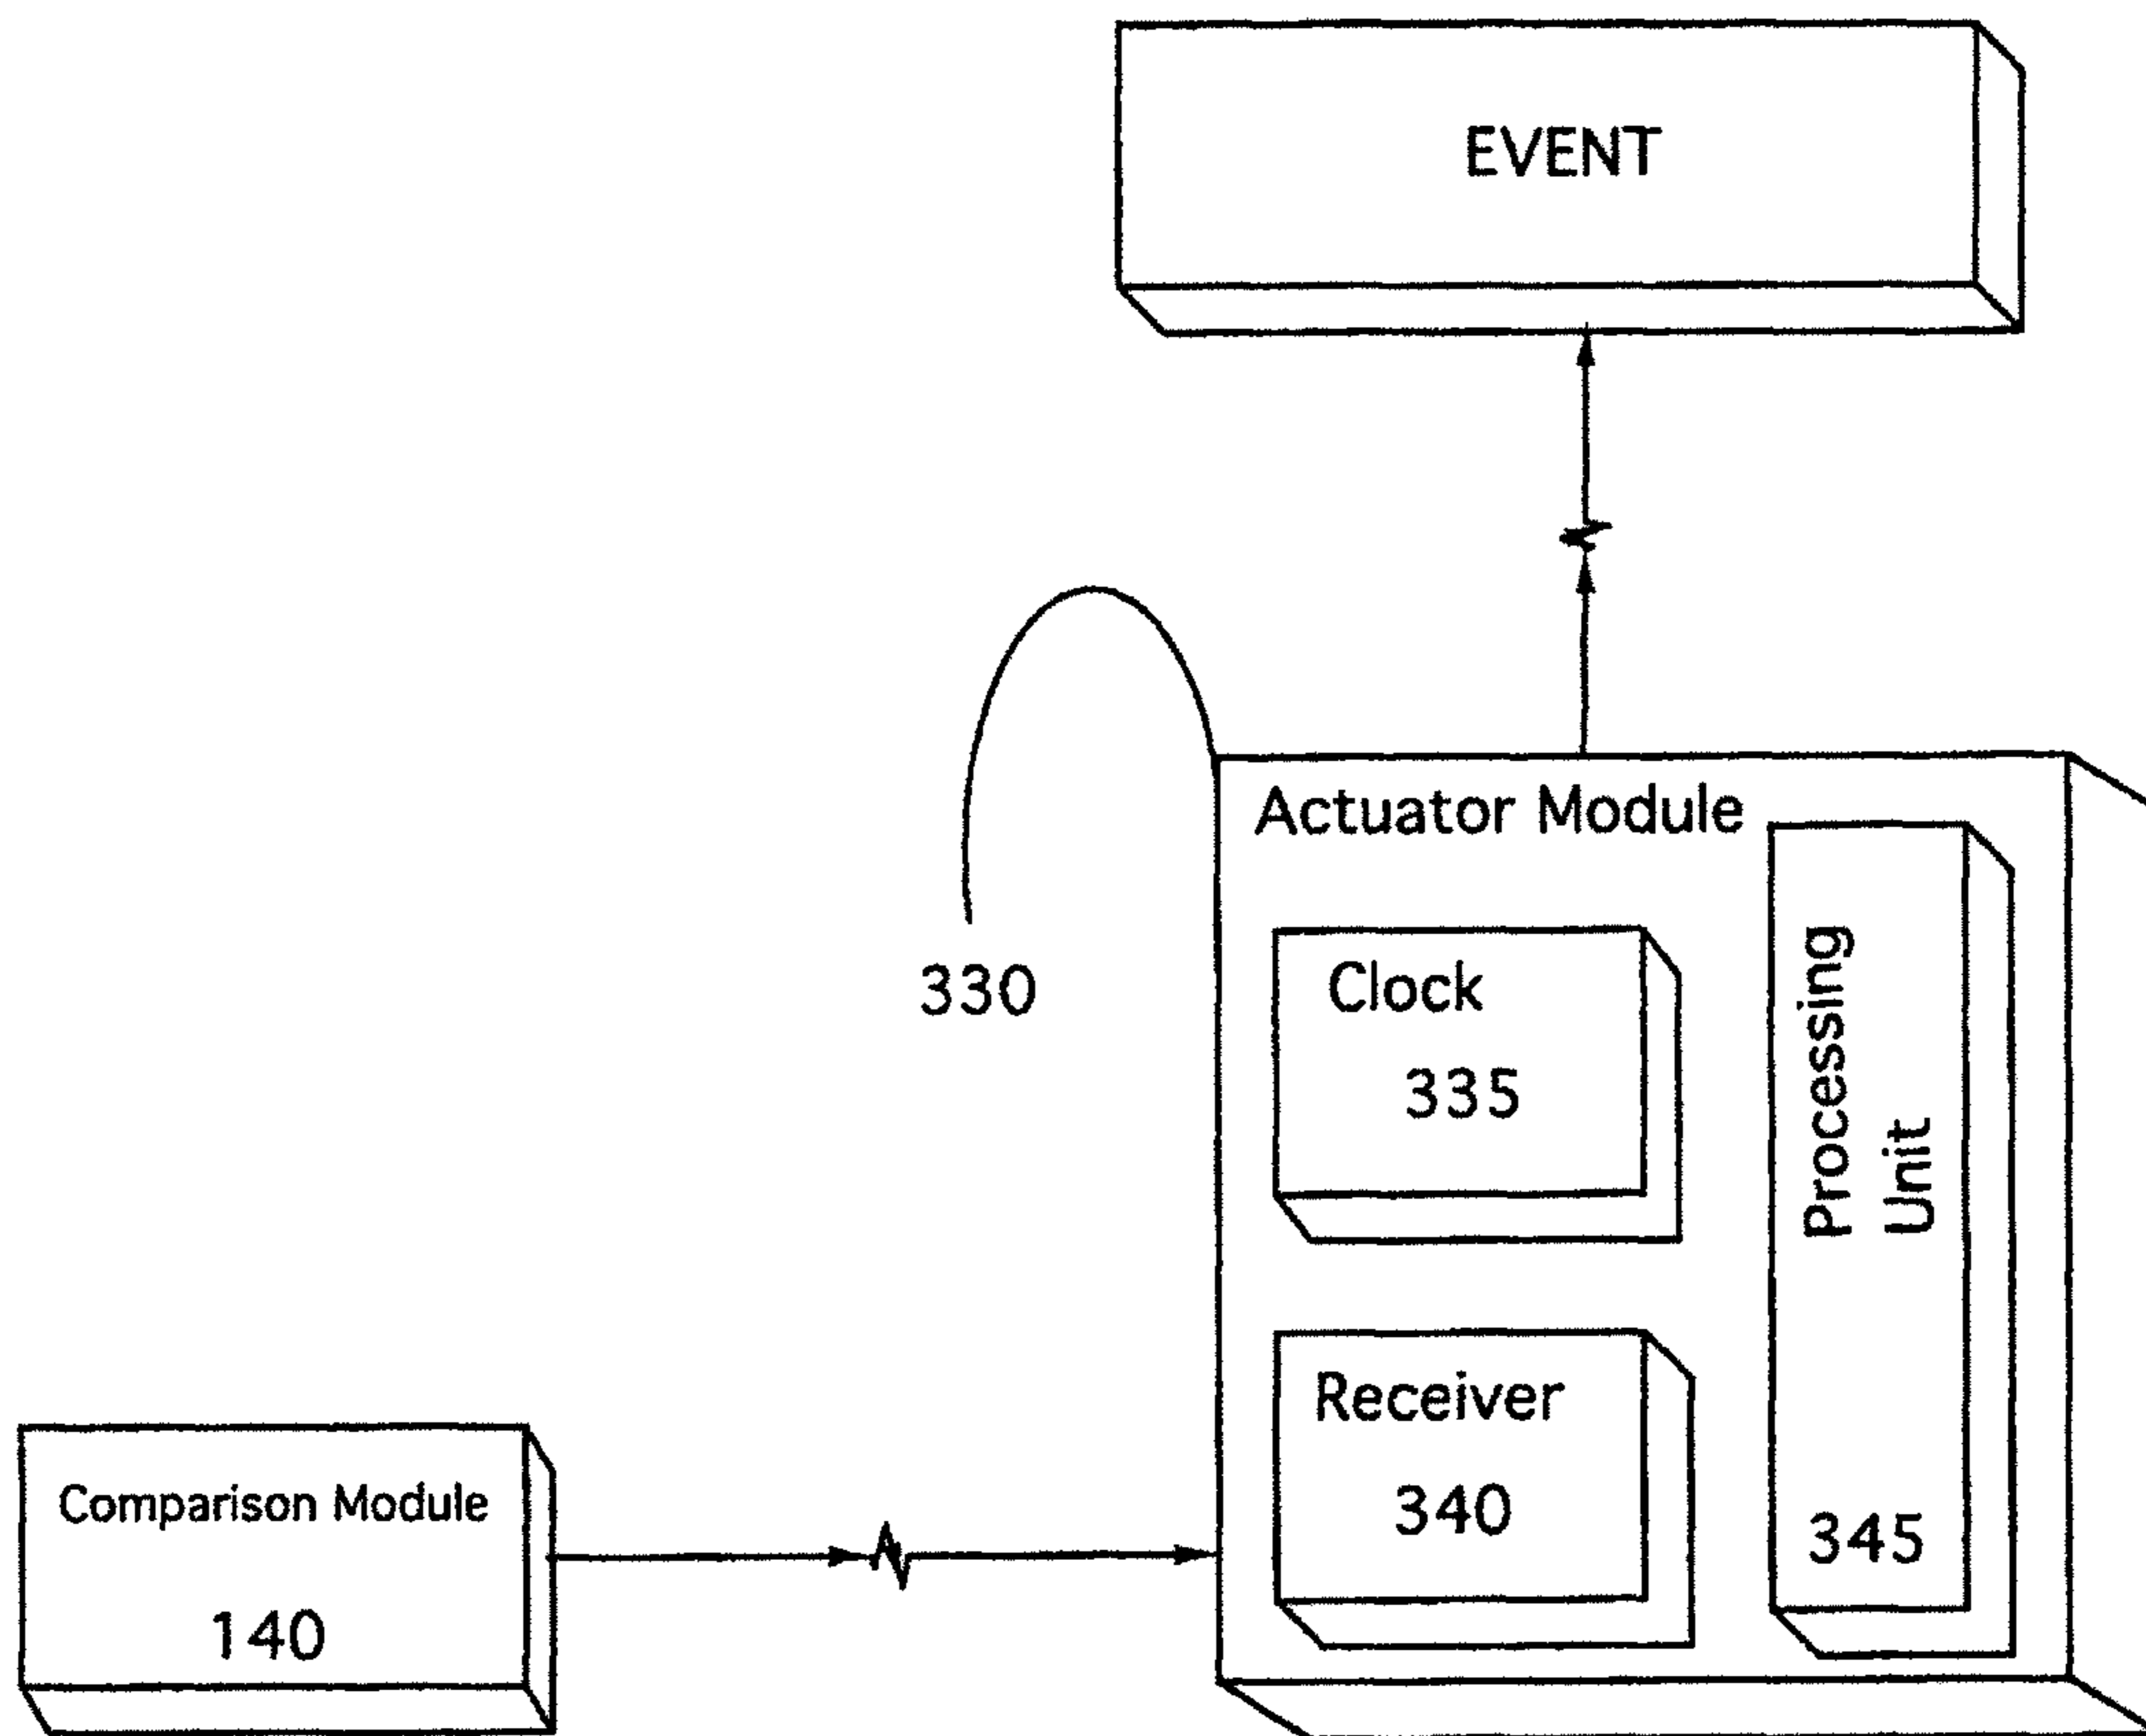 EVENT
Actuator Module
330
Clock
335
Processing
Unit
345
Receiver
340
Comparison Module
140